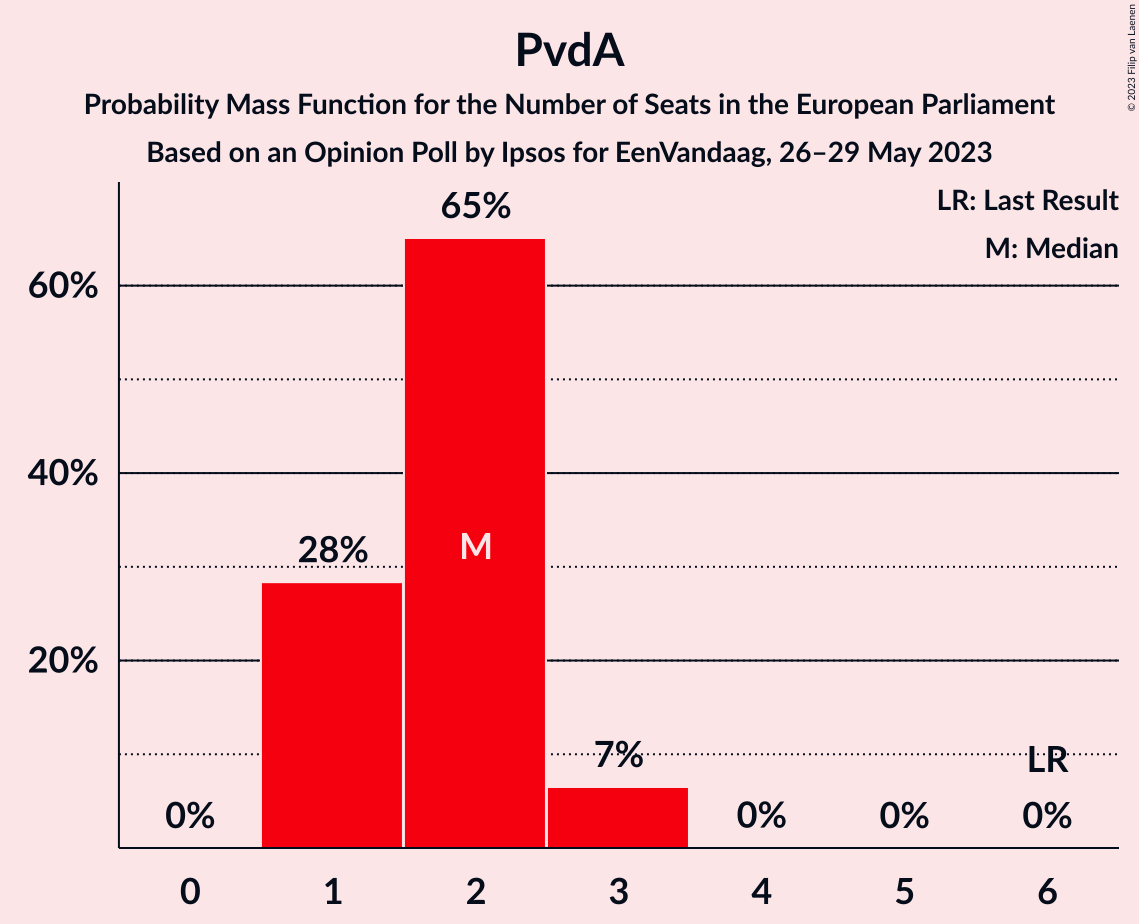 PvdA
Probability Mass Function for the Number of Seats in the European Parliament
Based on an Opinion Poll by Ipsos for EenVandaag, 26–29 May 2023
© 2023 Filip van Laenen
LR: Last Result
M: Median
65%
60%
40%
28%
M
20%
7%
LR
0%
0%
0%
0%
0 1 2 3 4 5 6